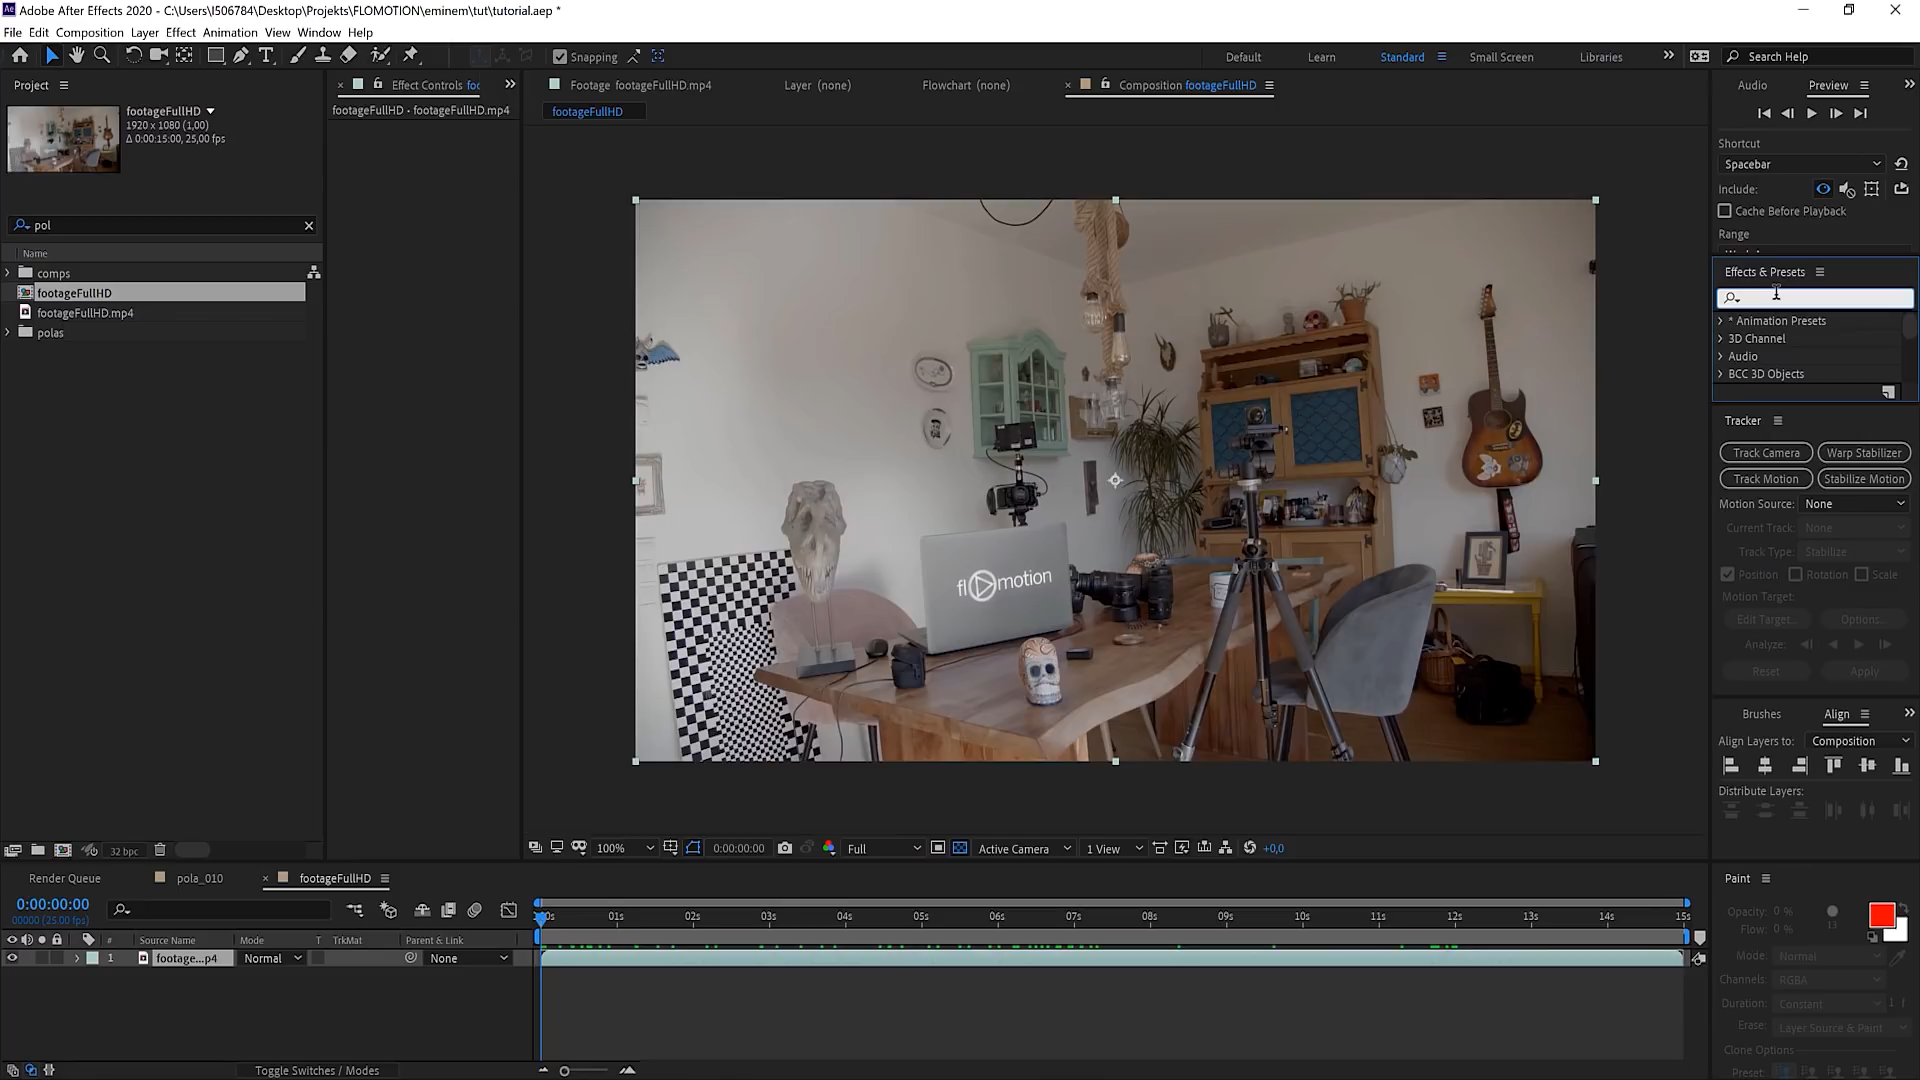 Adobe After Effects 2020 - C:\Users\I506784\Desktop\Projekts\FLOMOTION\eminem\tut\tutorial.aep *
File Edit Composition Layer Effect Animation View Window Help
Snapping
Default Learn Standard Small Screen Libraries
Search Help
Project
footageFullHD
1920 x 1080 (1,00)
Δ 0:00:15:00, 25,00 fps
pol
Name
comps
footageFullHD
footageFullHD.mp4
polas
32 bpc
Effect Controls foo
footageFullHD • footageFullHD.mp4
Footage footageFullHD.mp4
Layer (none)
Flowchart (none)
Composition footageFullHD
footageFullHD
fl motion
100%
0:00:00:00
Full
Active Camera
1 View
+0,0
Audio
Preview
Shortcut
Spacebar
Include:
Cache Before Playback
Range
Effects & Presets
* Animation Presets
3D Channel
Audio
BCC 3D Objects
Tracker
Track Camera
Warp Stabilizer
Track Motion
Stabilize Motion
Motion Source: None
Current Track: None
Track Type: Stabilize
Position Rotation Scale
Motion Target:
Edit Target...
Options...
Analyze:
Reset
Apply
Brushes
Align
Align Layers to: Composition
Distribute Layers:
Paint
Opacity: 0 %
Flow: 0 %
13
Mode: Normal
Channels: RGBA
Duration: Constant
1 f
Erase: Layer Source & Paint
Clone Options
Preset:
Render Queue
pola_010
footageFullHD
0:00:00:00
00000 (25.00 fps)
# Source Name Mode T TrkMat Parent & Link
1 footage...p4 Normal None
01s 02s 03s 04s 05s 06s 07s 08s 09s 10s 11s 12s 13s 14s 15s
Toggle Switches / Modes